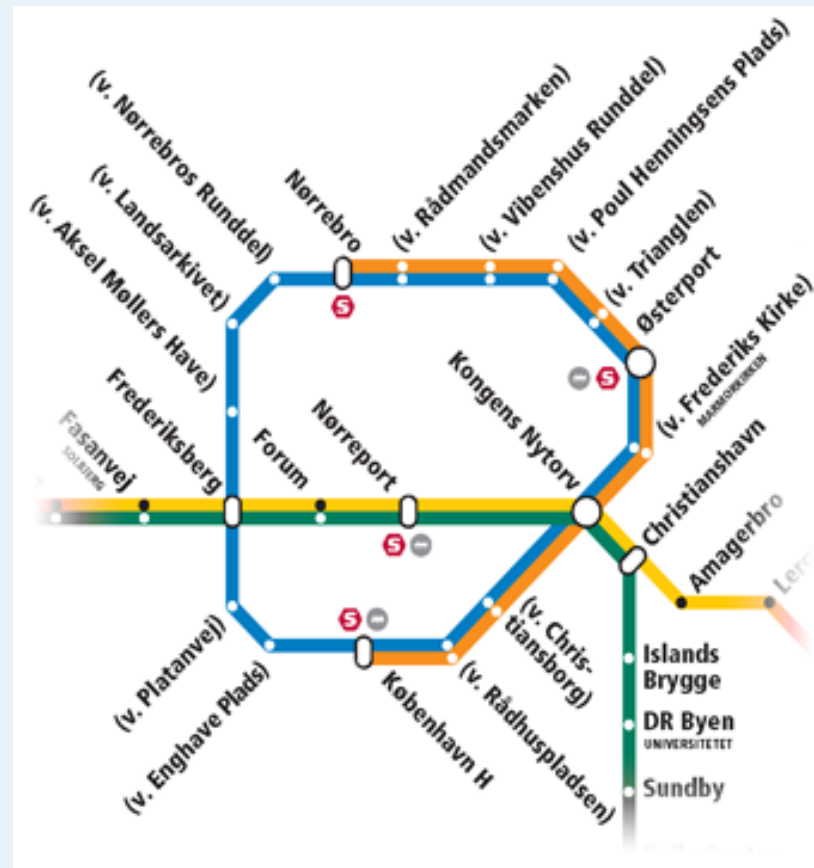 (v. Nørrebros Runddel)
(v. Landsarkivet)
(v. Aksel Møllers Have)
Nørrebro
(v. Rådmandsmarken)
(v. Vibenshus Runddel)
(v. Poul Henningsens Plads)
(v. Trianglen)
Østerport
(v. Frederiks Kirke)
MARMORKIRKEN
S
S
Fasanvej
SOLBJERG
Frederiksberg
Forum
Nørreport
Kongens Nytorv
Christianshavn
Amagerbro
S
S
(v. Platanvej)
(v. Enghave Plads)
København H
(v. Rådhuspladsen)
(v. Chris-
tiansborg)
Islands
Brygge
DR Byen
UNIVERSITETET
Sundby